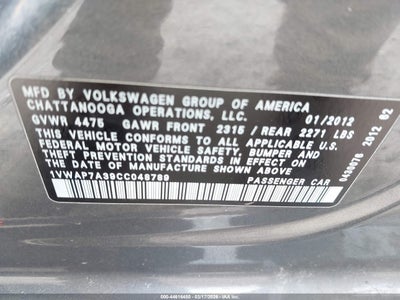 MFD BY VOLKSWAGEN GROUP OF AMERICA
CHATTANOOGA OPERATIONS, LLC. 01/2012
GVWR 4475 GAWR FRONT 2315 / REAR 2271 LBS
THIS VEHICLE CONFORMS TO ALL APPLICABLE U.S.
FEDERAL MOTOR VEHICLE SAFETY, BUMPER AND
THEFT PREVENTION STANDARDS IN EFFECT ON THE
DATE OF MANUFACTURE SHOWN ABOVE
1VWAP7A39CC048789 PASSENGER CAR
2012 02